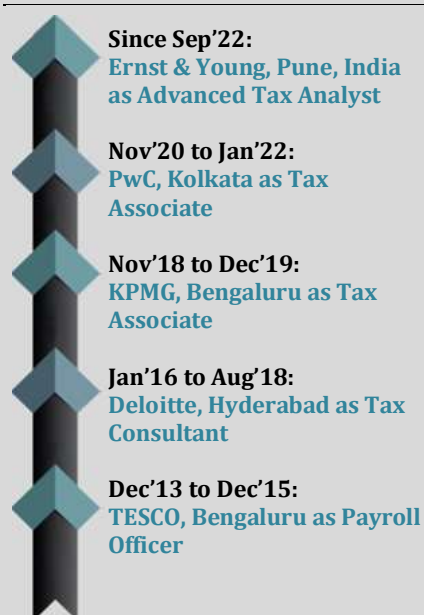 Since Sep’22:
Ernst & Young, Pune, India
as Advanced Tax Analyst
Nov’20 to Jan’22:
PwC, Kolkata as Tax
Associate
Nov’18 to Dec’19:
KPMG, Bengaluru as Tax
Associate
Jan’16 to Aug’18:
Deloitte, Hyderabad as Tax
Consultant
Dec’13 to Dec’15:
TESCO, Bengaluru as Payroll
Officer